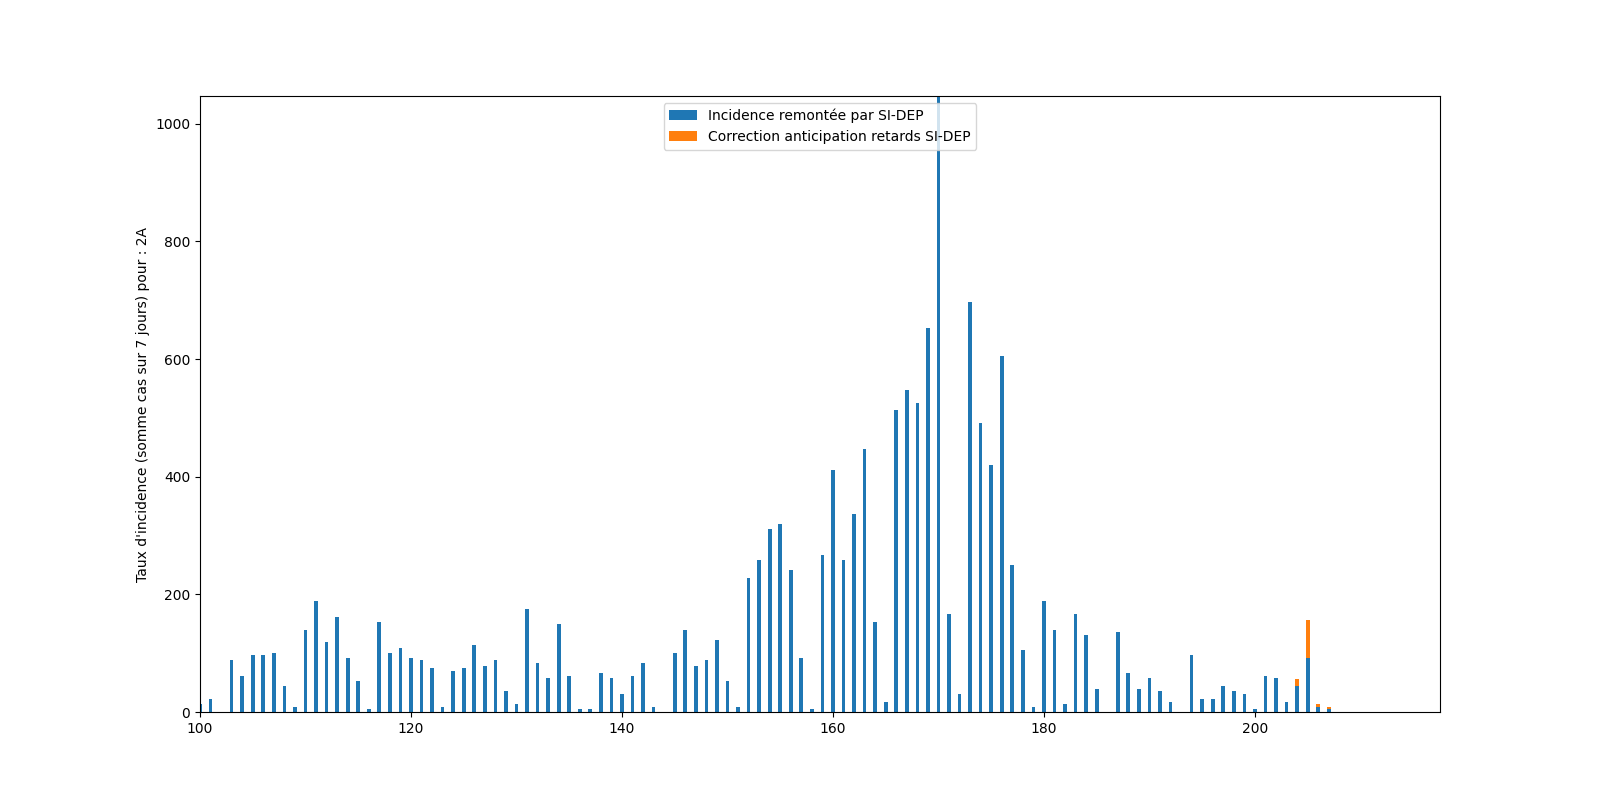 Incidence remontée par SI-DEP
Correction anticipation retards SI-DEP
Taux d'incidence (somme cas sur 7 jours) pour : 2A
1000
800
600
400
200
0
100 120 140 160 180 200